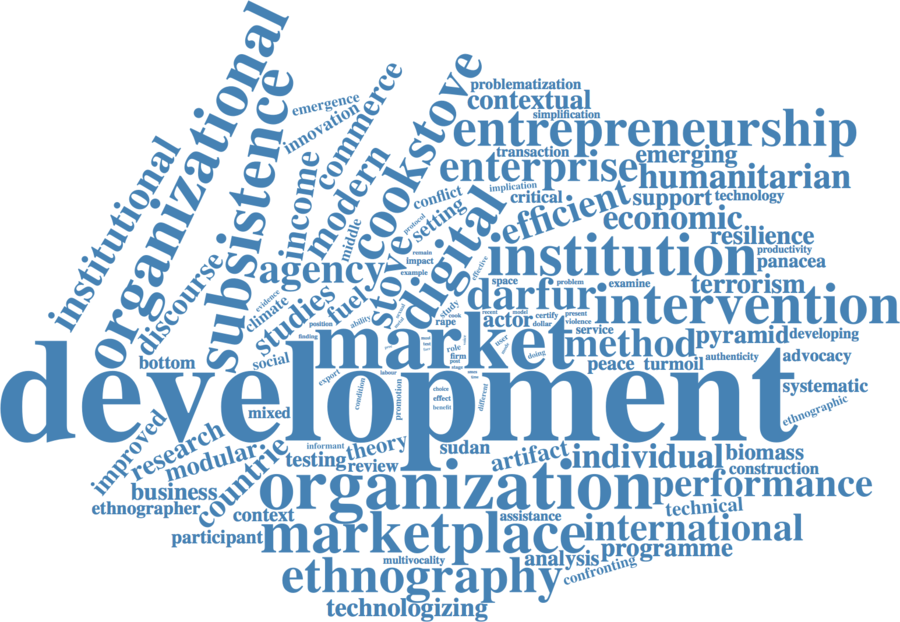 organizational
institutional
subsistence
discourse
emergence
innovation
commerce
income
modern
cookstove
problematization
contextual
simplification
entrepreneurship
transaction
enterprise
emerging
implication
humanitarian
conflict
critical
support
technology
middle
protocol
setting
efficient
economic
resilience
agency
stove
digital
institution
productivity
panacea
remain
impact
example
effective
space
problem
examine
terrorism
evidence
climate
studies
fuel
darfur
intervention
position
ability
study
recent
model
cook
rape
actor
certify
dollar
present
violence
service
finding
market
method
pyramid
developing
bottom
social
role
firm
user
doing
peace
turmoil
authenticity
advocacy
development
export
labour
post
stage
condition
promotion
choice
effect
benefit
different
systematic
ethnographic
mixed
improved
research
modular
countrie
informant
theory
testing
review
sudan
artifact
individual
biomass
construction
business
ethnographer
organization
performance
context
technical
assistance
participant
marketplace
international
multivocality
analysis
programme
ethnography
confronting
technologizing